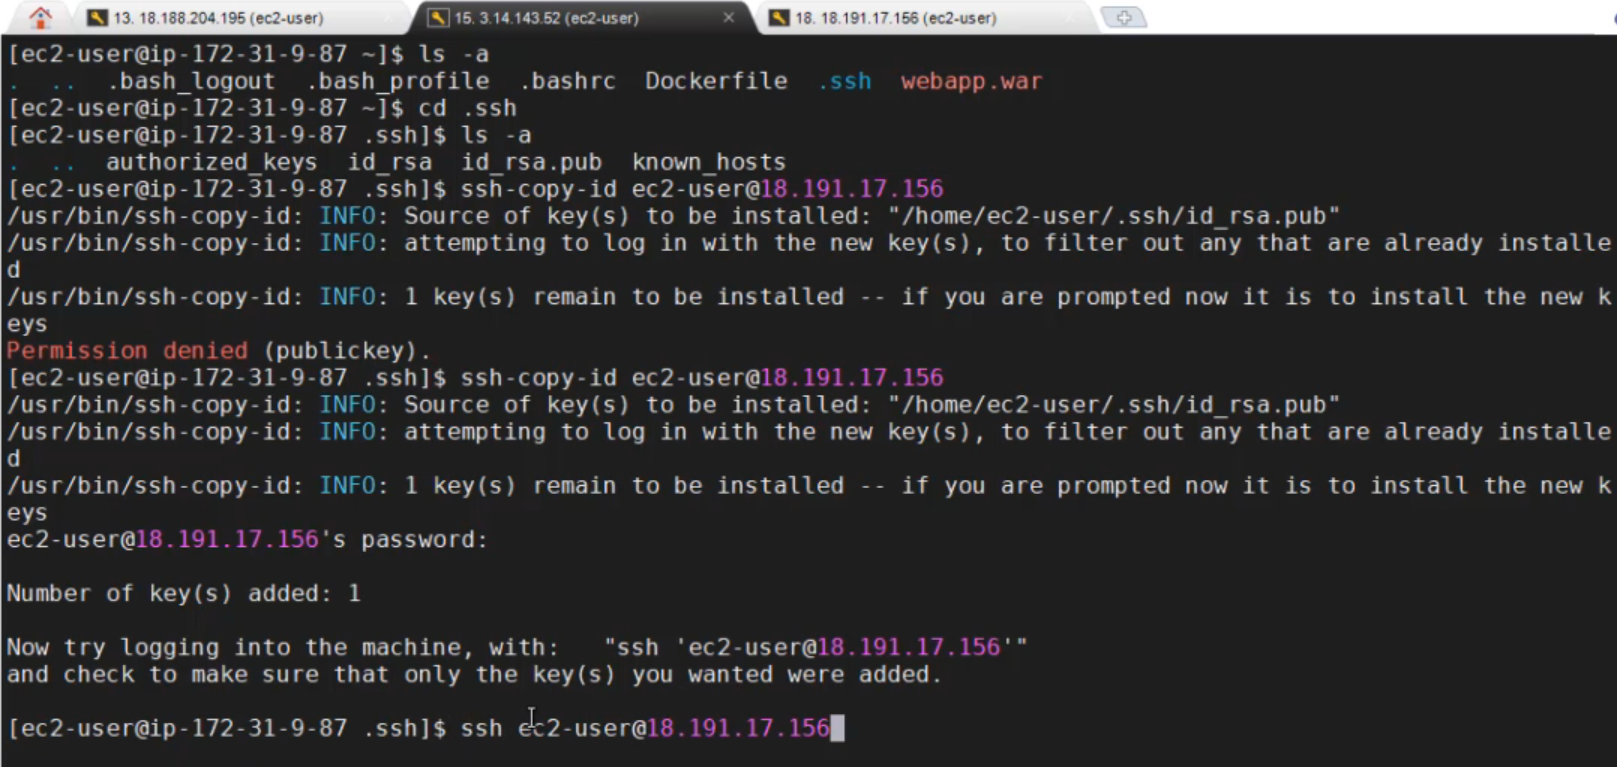 13. 18.188.204.195 (ec2-user)
15. 3.14.143.52 (ec2-user)
18. 18.191.17.156 (ec2-user)
[ec2-user@ip-172-31-9-87 ~]$ ls -a
. .. .bash_logout .bash_profile .bashrc Dockerfile .ssh webapp.war
[ec2-user@ip-172-31-9-87 ~]$ cd .ssh
[ec2-user@ip-172-31-9-87 .ssh]$ ls -a
. .. authorized_keys id_rsa id_rsa.pub known_hosts
[ec2-user@ip-172-31-9-87 .ssh]$ ssh-copy-id ec2-user@18.191.17.156
/usr/bin/ssh-copy-id: INFO: Source of key(s) to be installed: "/home/ec2-user/.ssh/id_rsa.pub"
/usr/bin/ssh-copy-id: INFO: attempting to log in with the new key(s), to filter out any that are already installe
d
/usr/bin/ssh-copy-id: INFO: 1 key(s) remain to be installed -- if you are prompted now it is to install the new k
eys
Permission denied (publickey).
[ec2-user@ip-172-31-9-87 .ssh]$ ssh-copy-id ec2-user@18.191.17.156
/usr/bin/ssh-copy-id: INFO: Source of key(s) to be installed: "/home/ec2-user/.ssh/id_rsa.pub"
/usr/bin/ssh-copy-id: INFO: attempting to log in with the new key(s), to filter out any that are already installe
d
/usr/bin/ssh-copy-id: INFO: 1 key(s) remain to be installed -- if you are prompted now it is to install the new k
eys
ec2-user@18.191.17.156's password:
Number of key(s) added: 1
Now try logging into the machine, with: "ssh 'ec2-user@18.191.17.156'"
and check to make sure that only the key(s) you wanted were added.
[ec2-user@ip-172-31-9-87 .ssh]$ ssh ec2-user@18.191.17.156